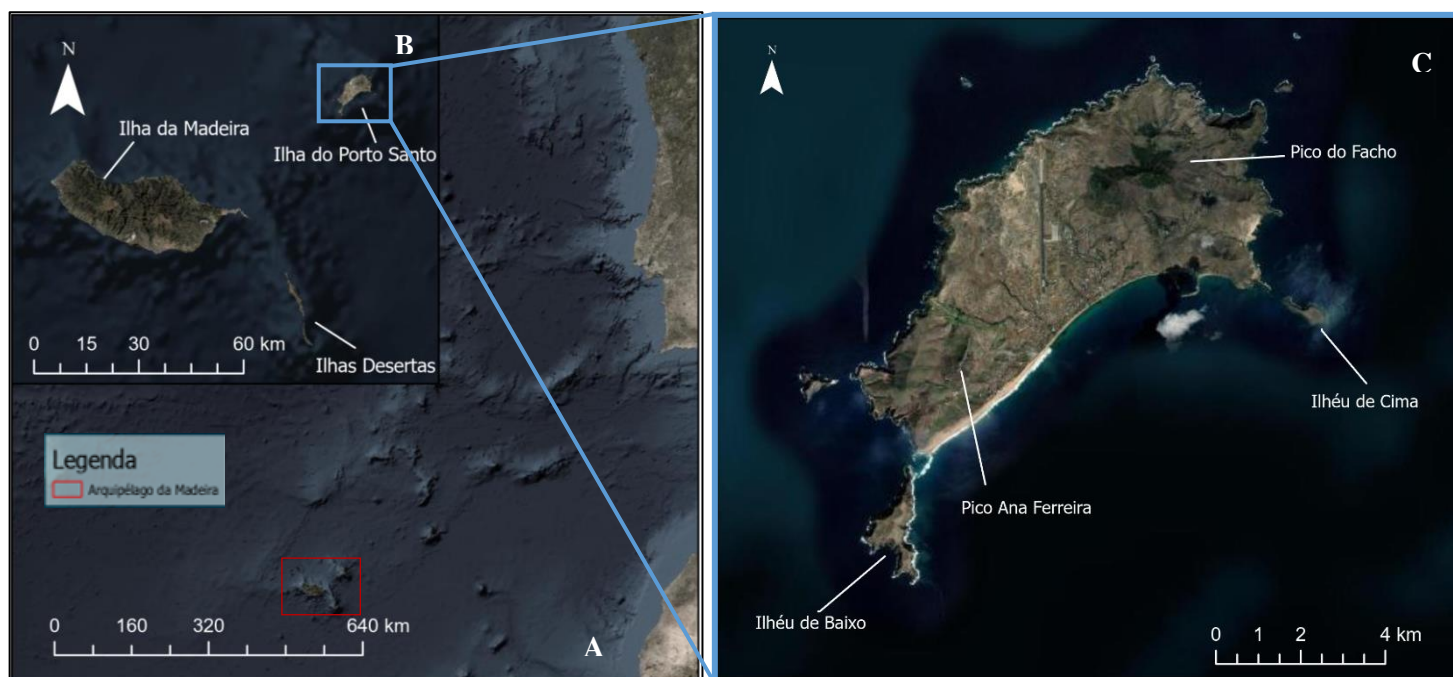 N
B
Ilha da Madeira
Ilha do Porto Santo
0 15 30 60 km
Ilhas Desertas
Legenda
Arquipélago da Madeira
0 160 320 640 km
A
N
C
Pico do Facho
Ilhéu de Cima
Pico Ana Ferreira
Ilhéu de Baixo
0 1 2 4 km